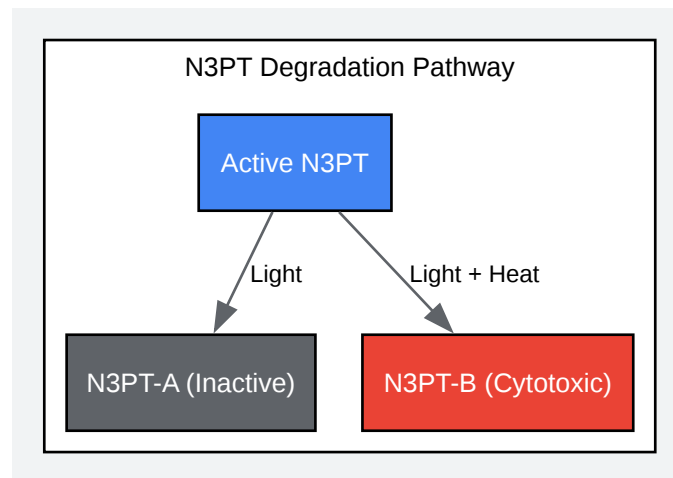 N3PT Degradation Pathway
Active N3PT
Light
Light + Heat
N3PT-A (Inactive)
N3PT-B (Cytotoxic)